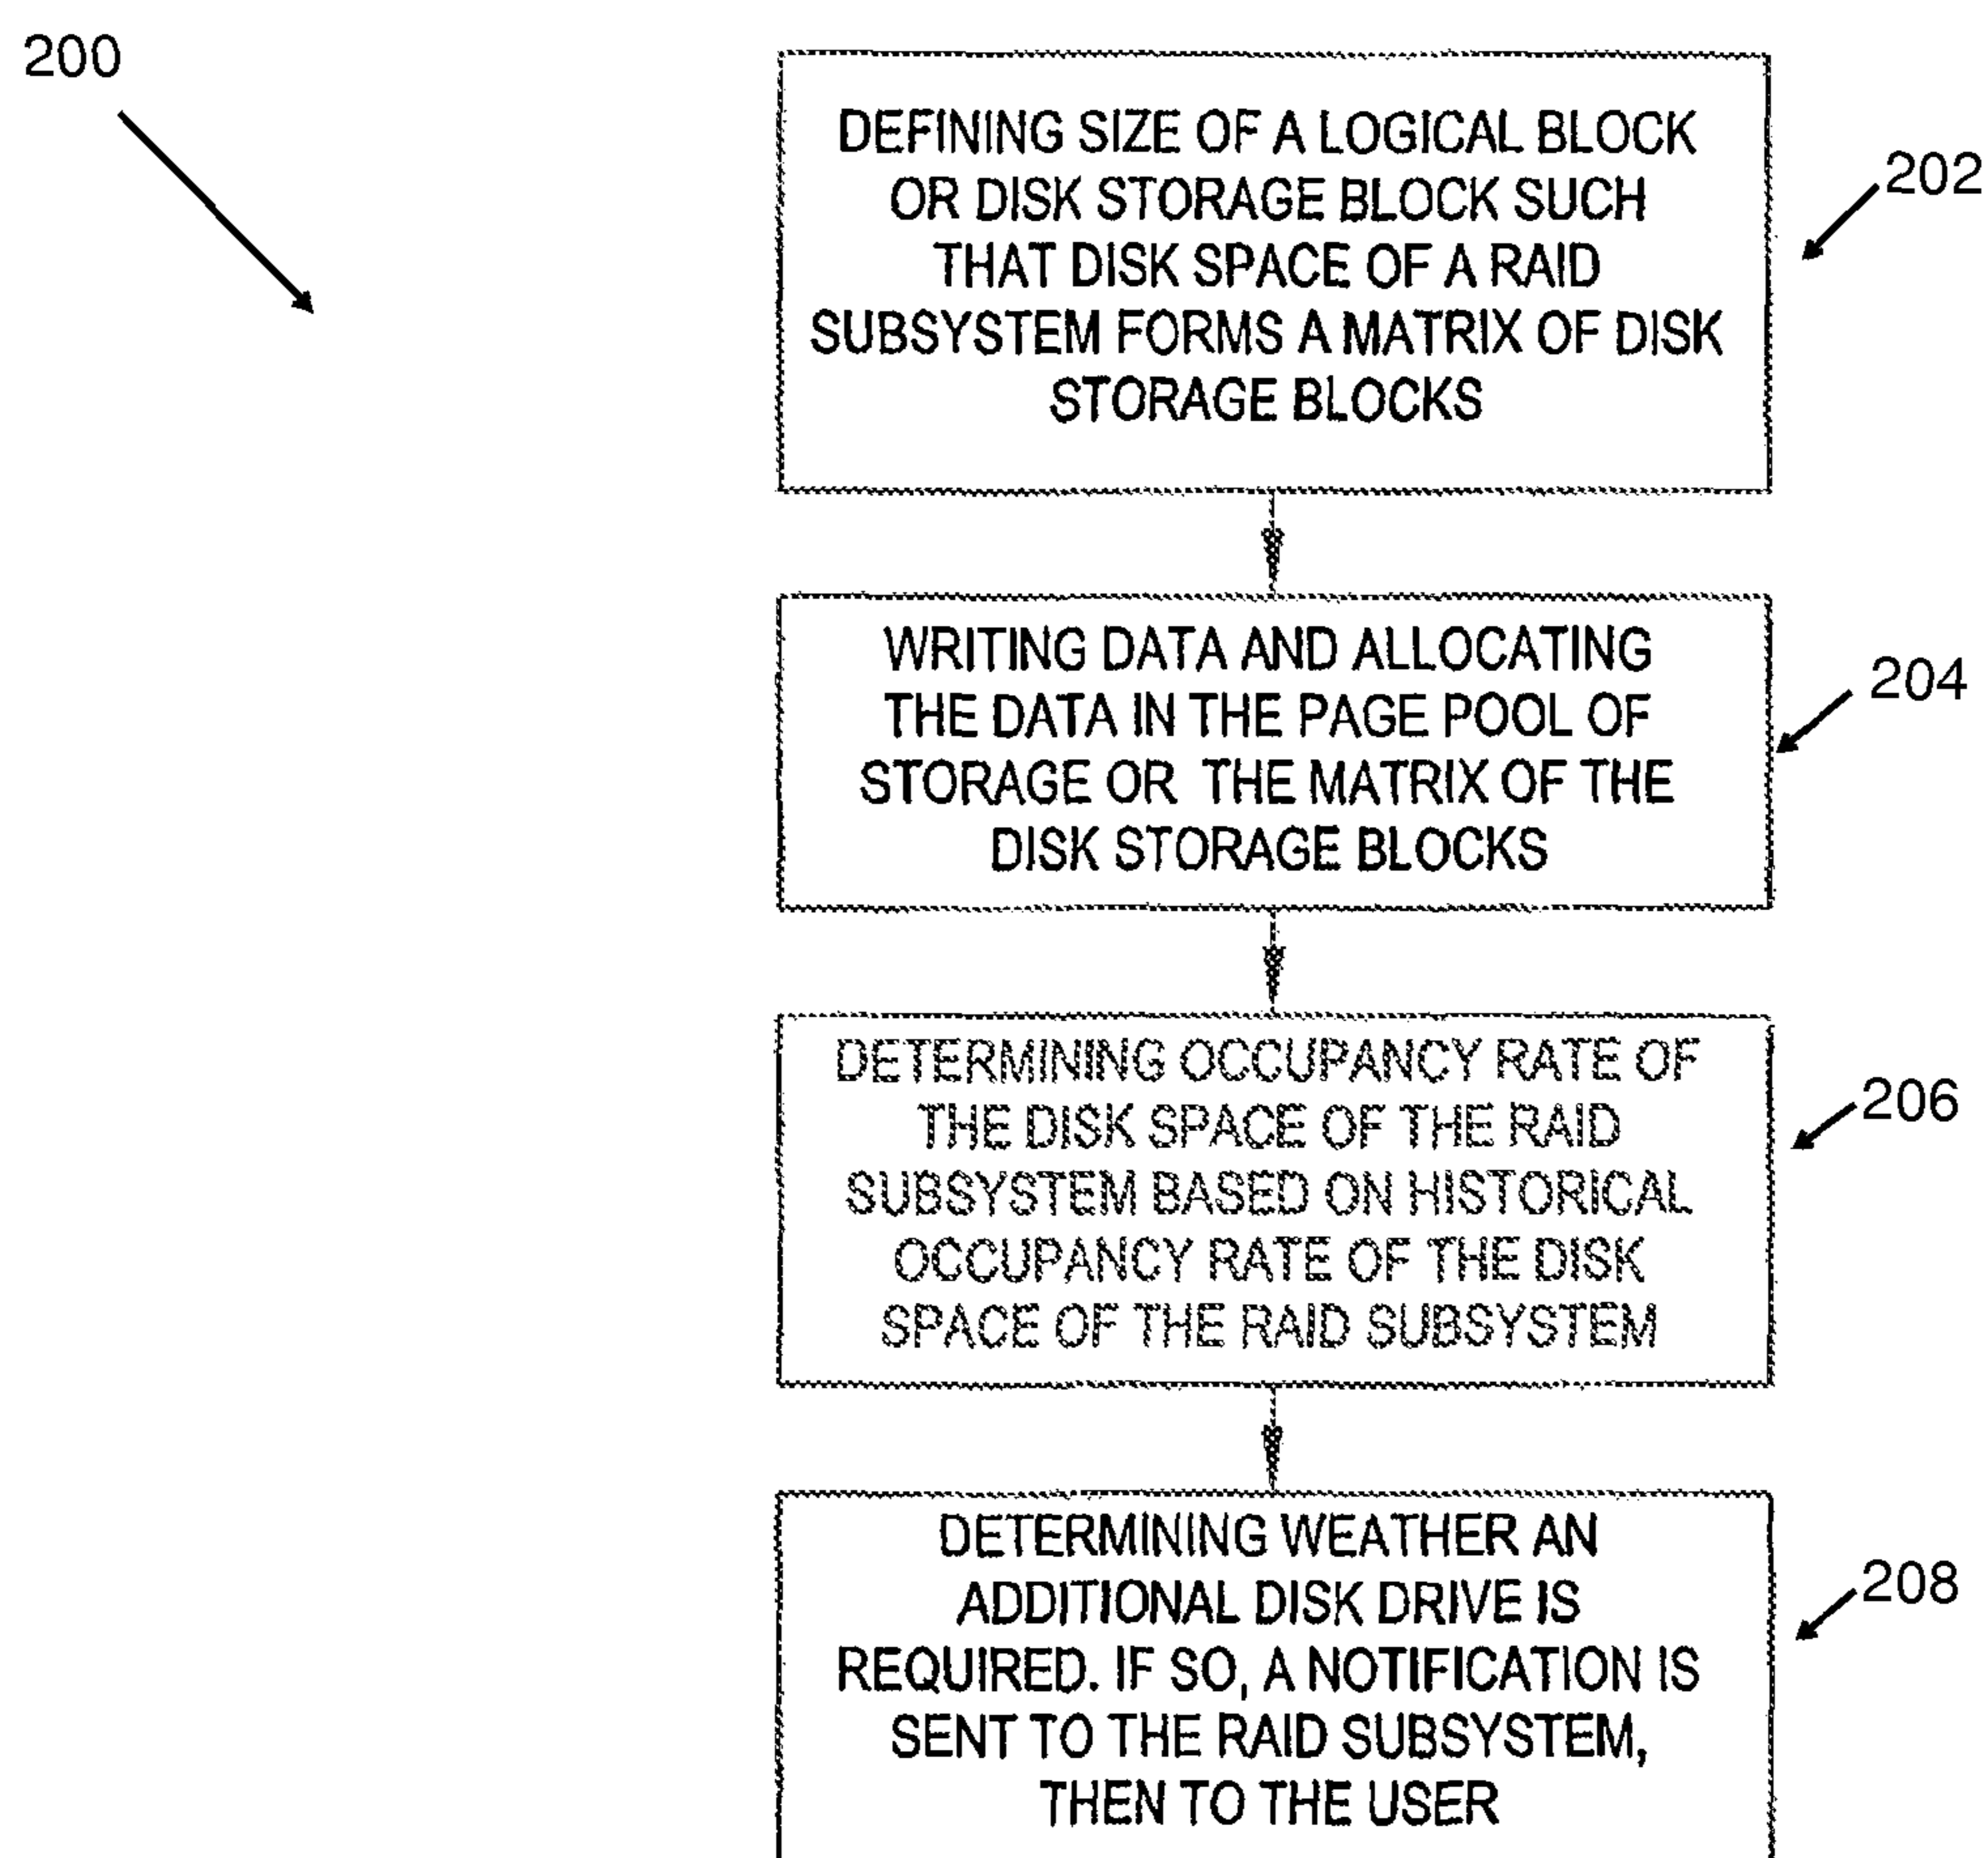 200
DEFINING SIZE OF A LOGICAL BLOCK
OR DISK STORAGE BLOCK SUCH
THAT DISK SPACE OF A RAID
SUBSYSTEM FORMS A MATRIX OF DISK
STORAGE BLOCKS
202
WRITING DATA AND ALLOCATING
THE DATA IN THE PAGE POOL OF
STORAGE OR THE MATRIX OF THE
DISK STORAGE BLOCKS
204
DETERMINING OCCUPANCY RATE OF
THE DISK SPACE OF THE RAID
SUBSYSTEM BASED ON HISTORICAL
OCCUPANCY RATE OF THE DISK
SPACE OF THE RAID SUBSYSTEM
206
DETERMINING WEATHER AN
ADDITIONAL DISK DRIVE IS
REQUIRED. IF SO, A NOTIFICATION IS
SENT TO THE RAID SUBSYSTEM,
THEN TO THE USER
208